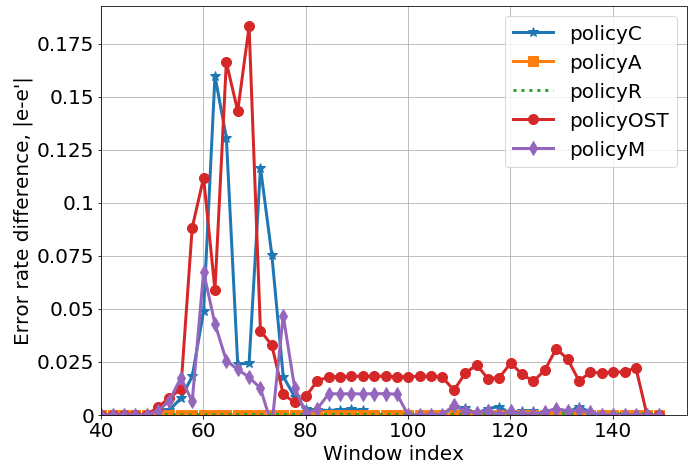 policyC
policyA
policyR
policyOST
policyM
Error rate difference, |e-e'|
0.175
0.15
0.125
0.1
0.075
0.05
0.025
0
40 60 80 100 120 140
Window index